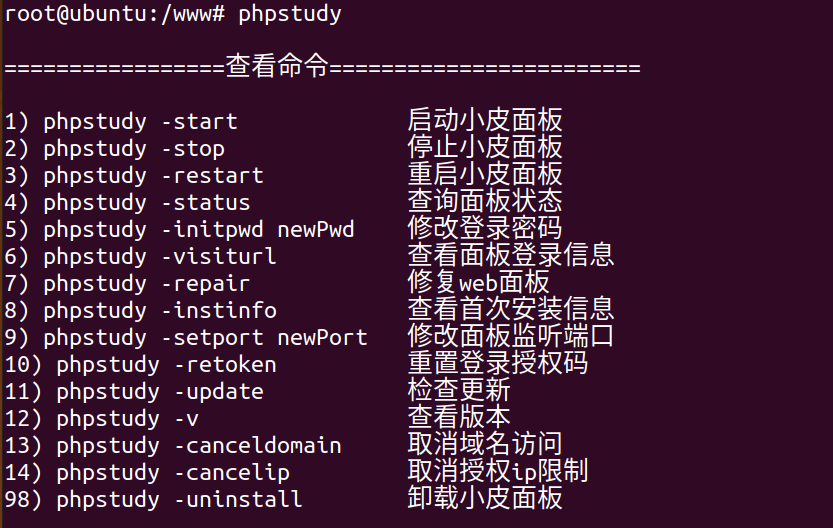 root@ubuntu:/www# phpstudy
=================查看命令========================
1) phpstudy -start 启动小皮面板
2) phpstudy -stop 停止小皮面板
3) phpstudy -restart 重启小皮面板
4) phpstudy -status 查询面板状态
5) phpstudy -initpwd newPwd 修改登录密码
6) phpstudy -visiturl 查看面板登录信息
7) phpstudy -repair 修复web面板
8) phpstudy -instinfo 查看首次安装信息
9) phpstudy -setport newPort 修改面板监听端口
10) phpstudy -retoken 重置登录授权码
11) phpstudy -update 检查更新
12) phpstudy -v 查看版本
13) phpstudy -canceldomain 取消域名访问
14) phpstudy -cancelip 取消授权ip限制
98) phpstudy -uninstall 卸载小皮面板